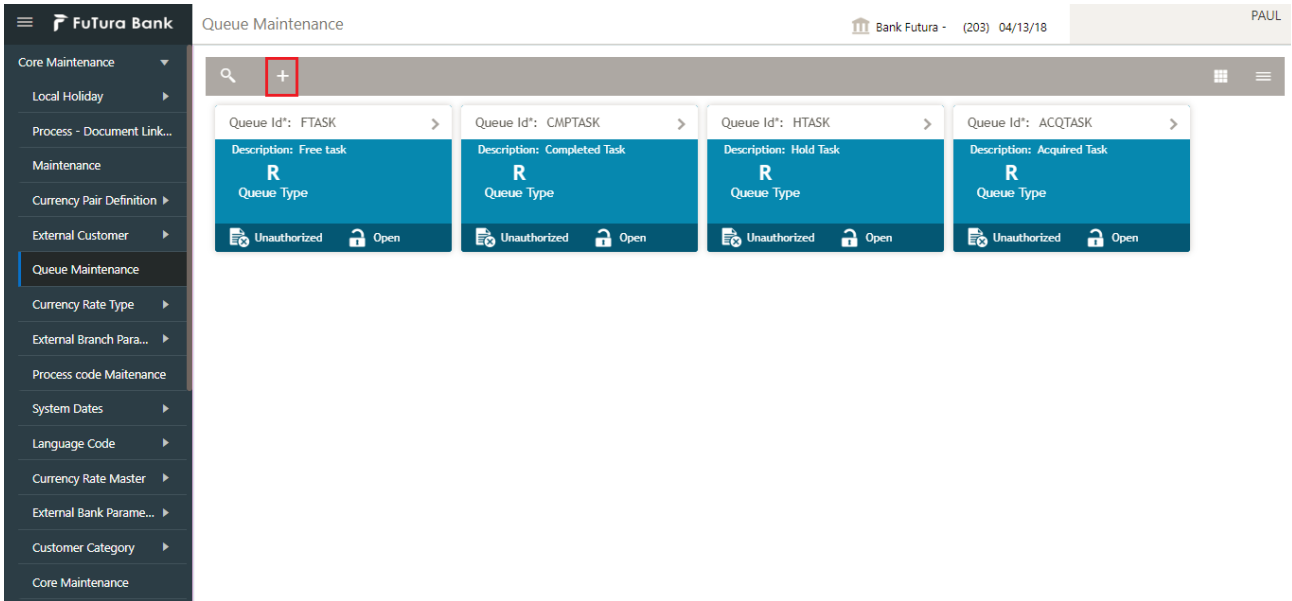 FuTura Bank
Queue Maintenance
Bank Futura - (203) 04/13/18
PAUL
Core Maintenance
Local Holiday
Process - Document Link...
Maintenance
Currency Pair Definition
External Customer
Queue Maintenance
Currency Rate Type
External Branch Para...
Process code Maitenance
System Dates
Language Code
Currency Rate Master
External Bank Parame...
Customer Category
Core Maintenance
Queue Id*: FTASK
Description: Free task
R
Queue Type
Unauthorized Open
Queue Id*: CMPTASK
Description: Completed Task
R
Queue Type
Unauthorized Open
Queue Id*: HTASK
Description: Hold Task
R
Queue Type
Unauthorized Open
Queue Id*: ACQTASK
Description: Acquired Task
R
Queue Type
Unauthorized Open